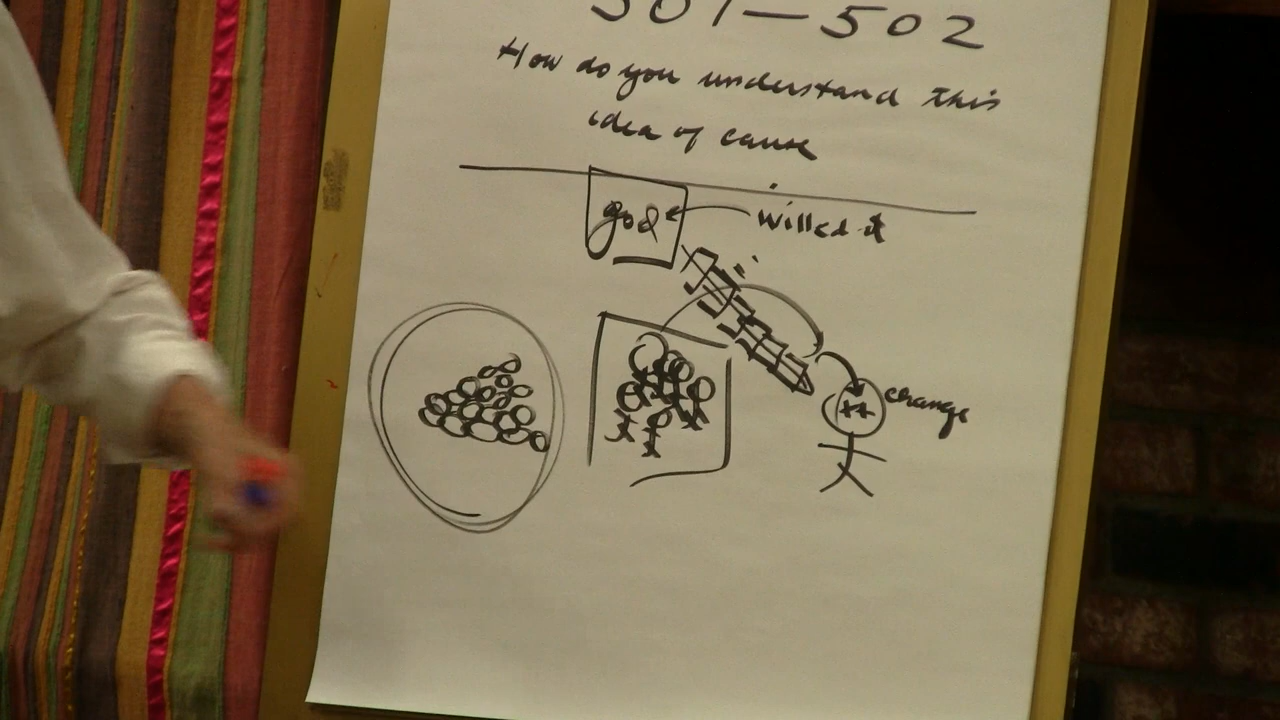 501-502
How do you understand this
idea of cause
god
willed it
change